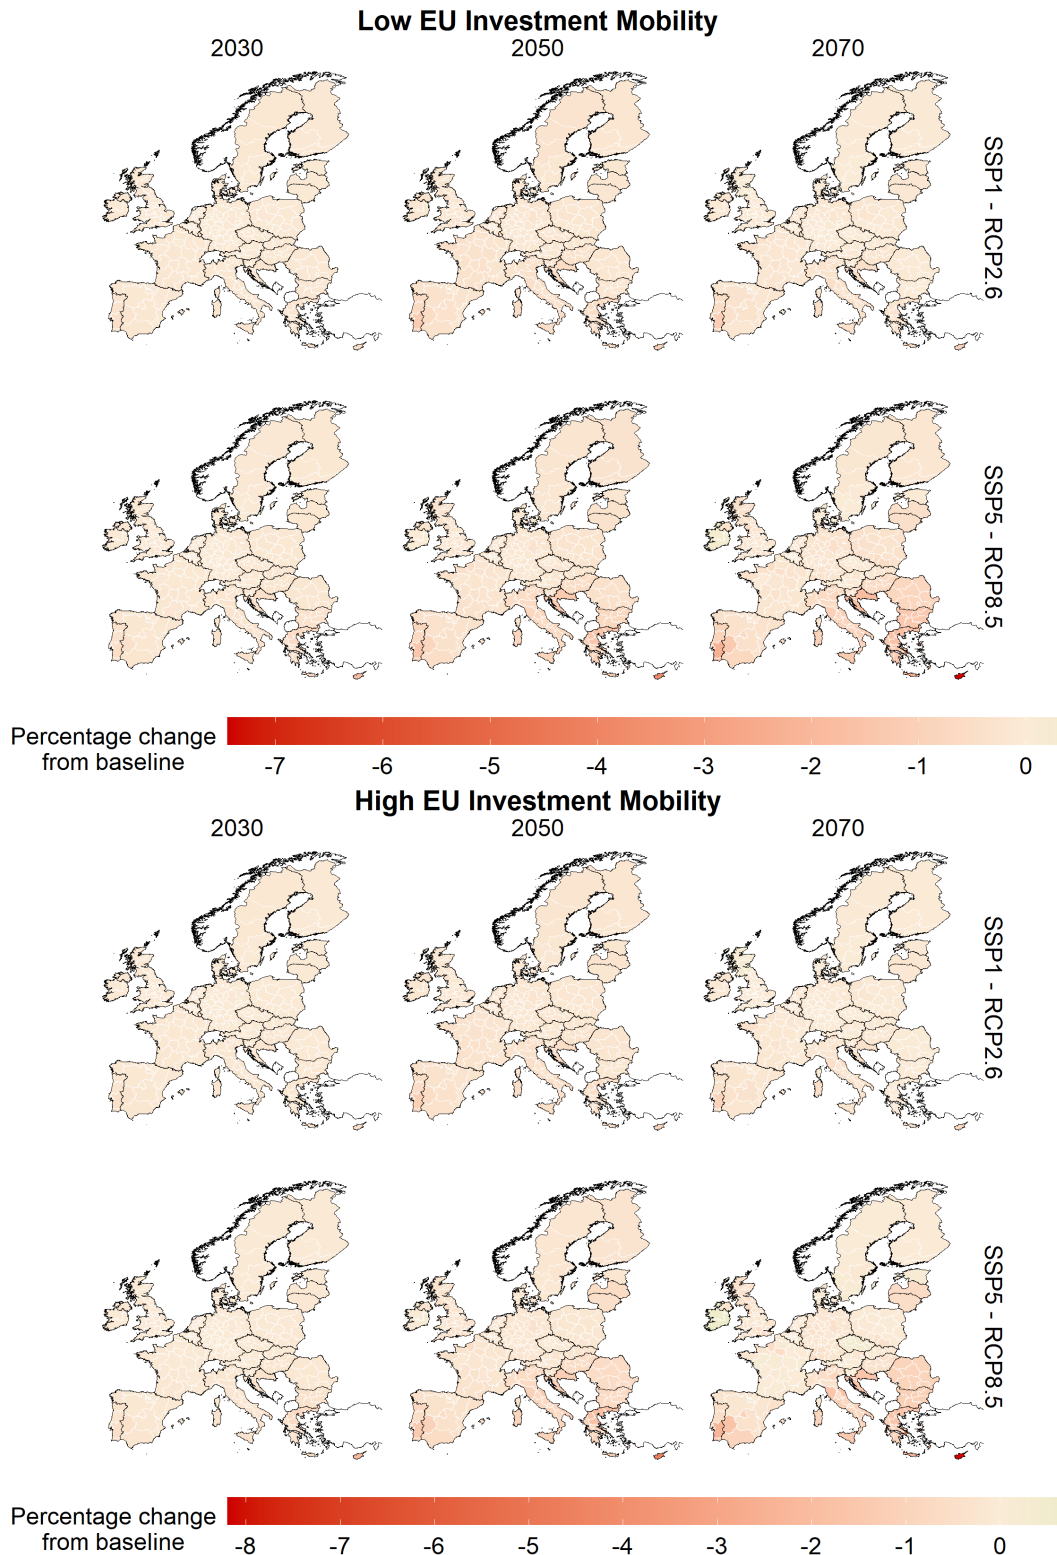 Low EU Investment Mobility
2030 2050 2070
SSP1 - RCP2.6
SSP5 - RCP8.5
Percentage change
from baseline
-7 -6 -5 -4 -3 -2 -1 0
High EU Investment Mobility
2030 2050 2070
SSP1 - RCP2.6
SSP5 - RCP8.5
Percentage change
from baseline
-8 -7 -6 -5 -4 -3 -2 -1 0